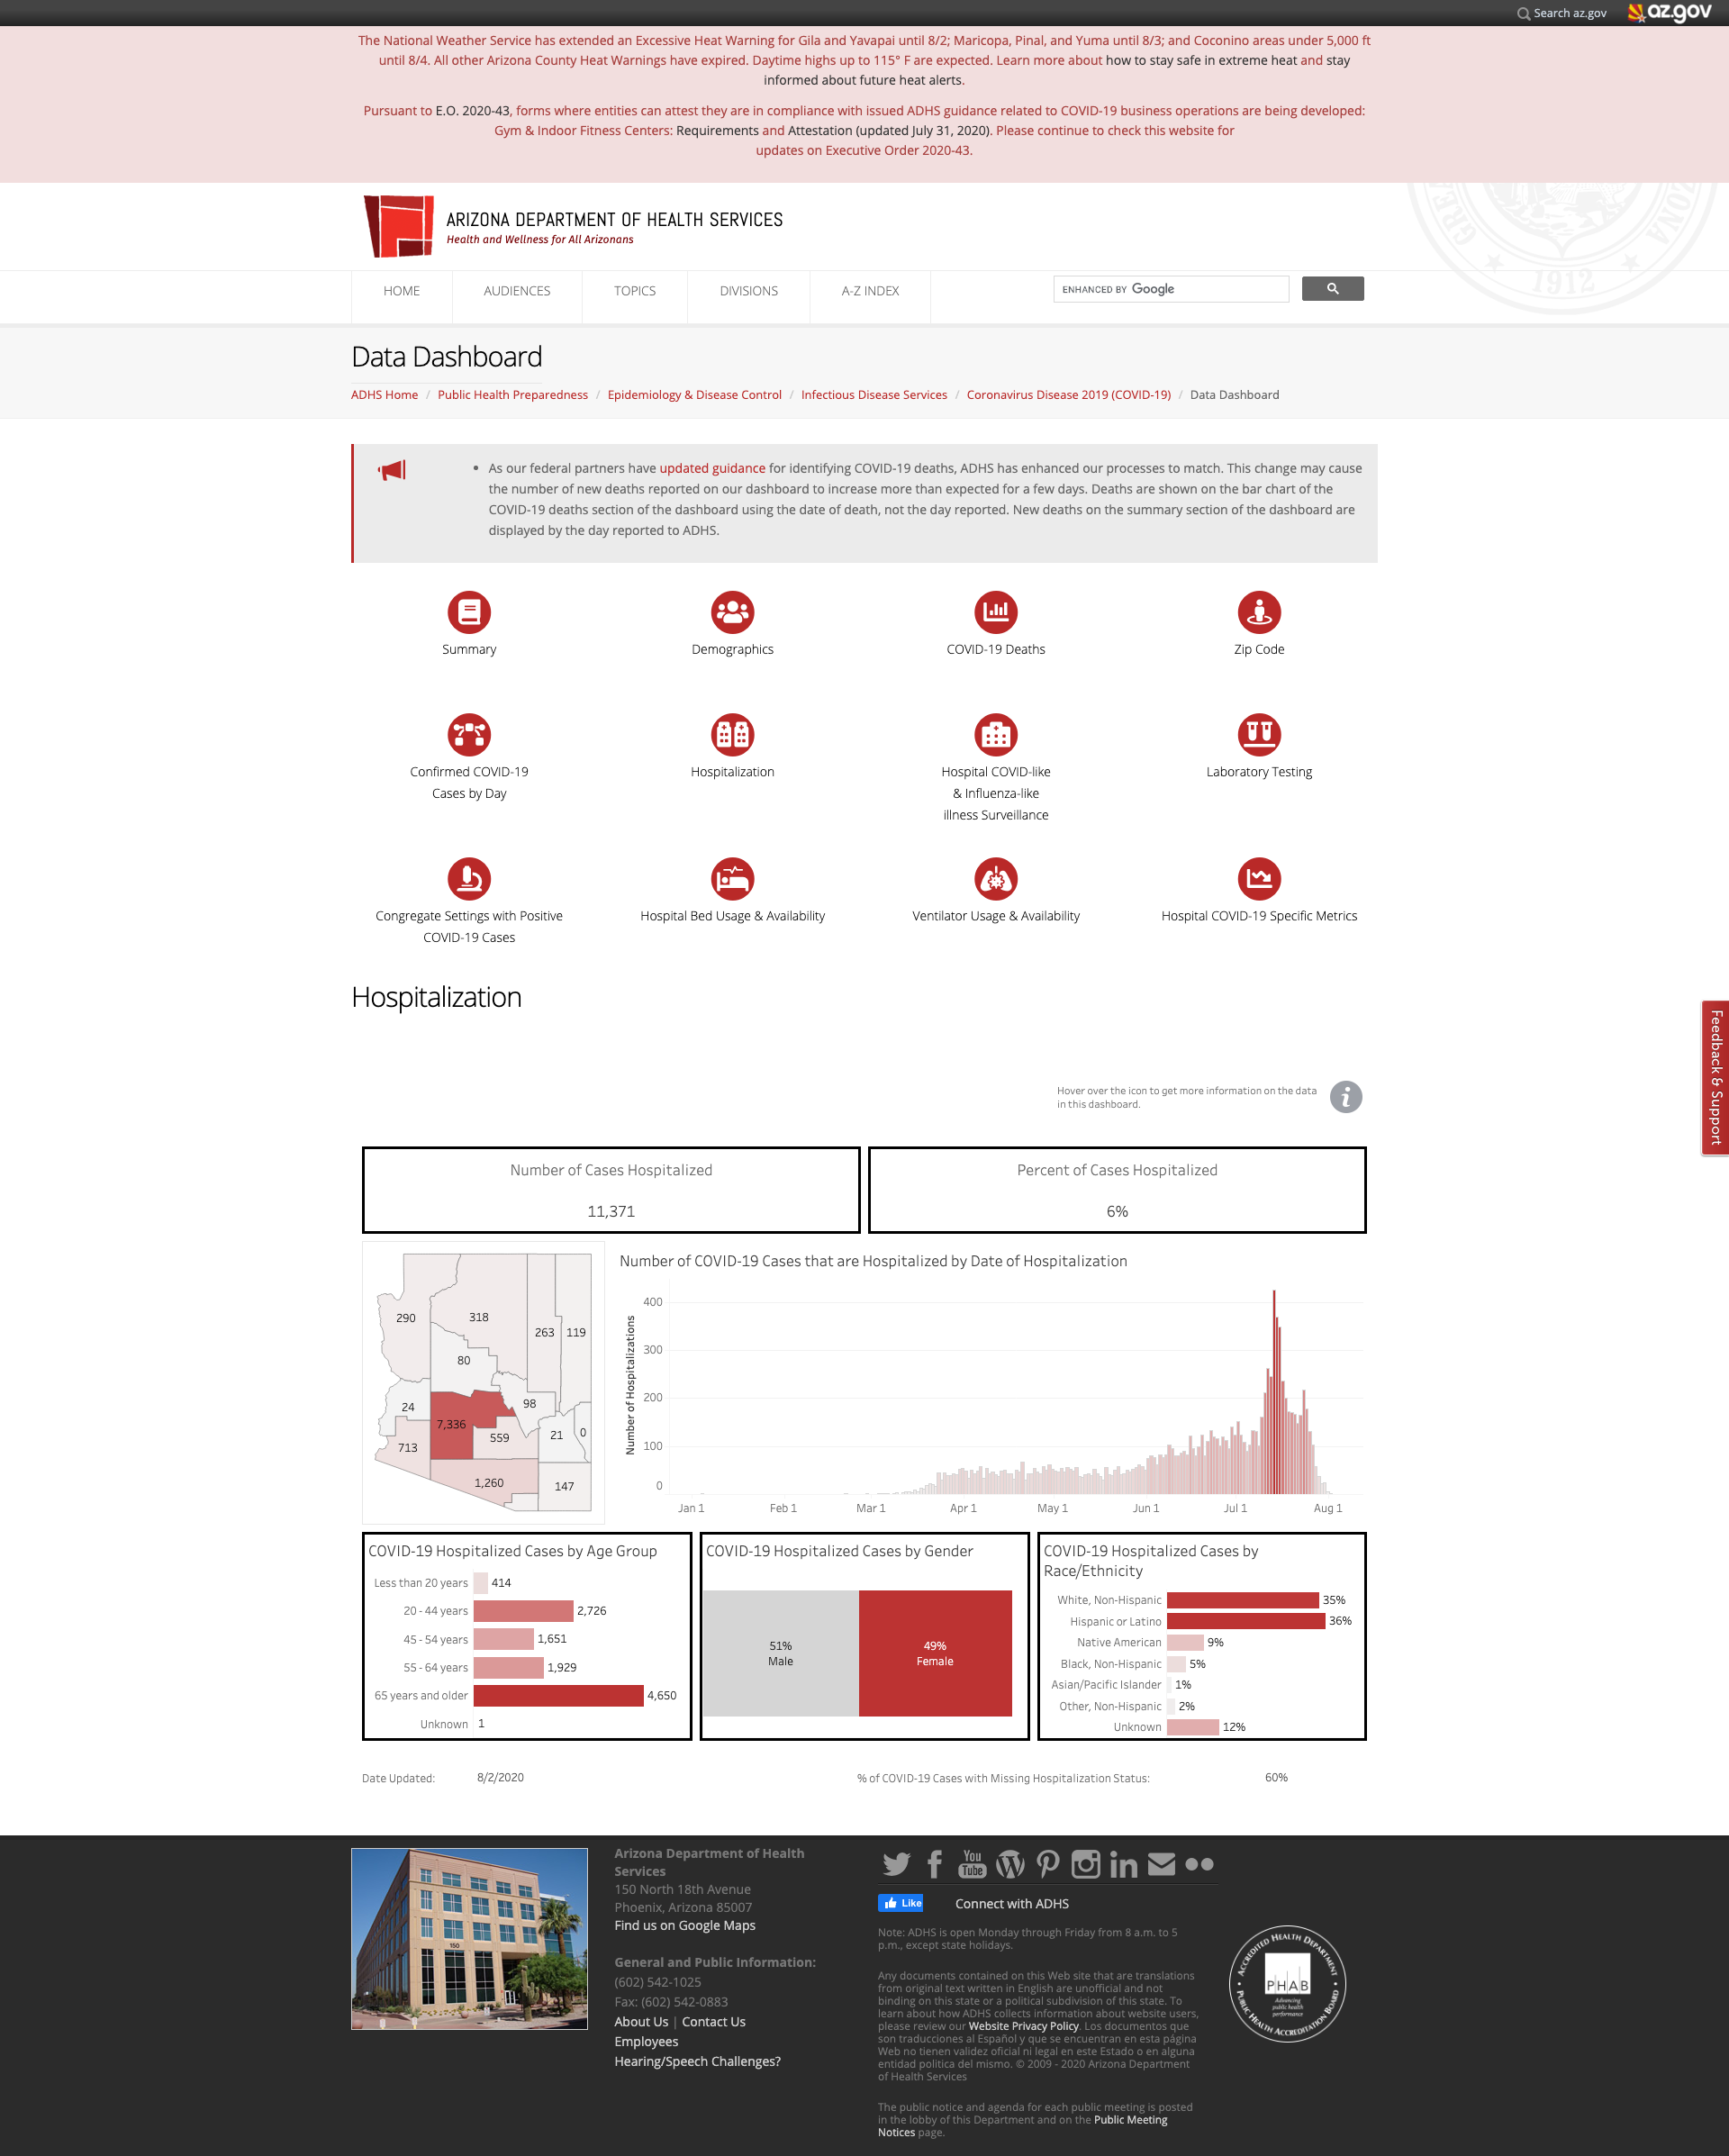 Search az.gov
az.gov
The National Weather Service has extended an Excessive Heat Warning for Gila and Yavapai until 8/2; Maricopa, Pinal, and Yuma until 8/3; and Coconino areas under 5,000 ft
until 8/4. All other Arizona County Heat Warnings have expired. Daytime highs up to 115° F are expected. Learn more about how to stay safe in extreme heat and stay
informed about future heat alerts.
Pursuant to E.O. 2020-43, forms where entities can attest they are in compliance with issued ADHS guidance related to COVID-19 business operations are being developed:
Gym & Indoor Fitness Centers: Requirements and Attestation (updated July 31, 2020). Please continue to check this website for
updates on Executive Order 2020-43.
ARIZONA DEPARTMENT OF HEALTH SERVICES
Health and Wellness for All Arizonans
1912
HOME
AUDIENCES
TOPICS
DIVISIONS
A-Z INDEX
ENHANCED BY Google
Data Dashboard
ADHS Home / Public Health Preparedness / Epidemiology & Disease Control / Infectious Disease Services / Coronavirus Disease 2019 (COVID-19) / Data Dashboard
• As our federal partners have updated guidance for identifying COVID-19 deaths, ADHS has enhanced our processes to match. This change may cause
the number of new deaths reported on our dashboard to increase more than expected for a few days. Deaths are shown on the bar chart of the
COVID-19 deaths section of the dashboard using the date of death, not the day reported. New deaths on the summary section of the dashboard are
displayed by the day reported to ADHS.
Summary
Demographics
COVID-19 Deaths
Zip Code
Confirmed COVID-19
Cases by Day
Hospitalization
Hospital COVID-like
& Influenza-like
illness Surveillance
Laboratory Testing
Congregate Settings with Positive
COVID-19 Cases
Hospital Bed Usage & Availability
Ventilator Usage & Availability
Hospital COVID-19 Specific Metrics
Hospitalization
Feedback & Support
Hover over the icon to get more information on the data
in this dashboard.
i
Number of Cases Hospitalized
11,371
Percent of Cases Hospitalized
6%
290
318
263
119
80
24
98
7,336
559
21
0
713
1,260
147
Number of COVID-19 Cases that are Hospitalized by Date of Hospitalization
Number of Hospitalizations
400
300
200
100
0
Jan 1
Feb 1
Mar 1
Apr 1
May 1
Jun 1
Jul 1
Aug 1
COVID-19 Hospitalized Cases by Age Group
Less than 20 years 414
20 - 44 years 2,726
45 - 54 years 1,651
55 - 64 years 1,929
65 years and older 4,650
Unknown 1
COVID-19 Hospitalized Cases by Gender
51%
Male
49%
Female
COVID-19 Hospitalized Cases by
Race/Ethnicity
White, Non-Hispanic 35%
Hispanic or Latino 36%
Native American 9%
Black, Non-Hispanic 5%
Asian/Pacific Islander 1%
Other, Non-Hispanic 2%
Unknown 12%
Date Updated: 8/2/2020
% of COVID-19 Cases with Missing Hospitalization Status: 60%
150
Arizona Department of Health
Services
150 North 18th Avenue
Phoenix, Arizona 85007
Find us on Google Maps
General and Public Information:
(602) 542-1025
Fax: (602) 542-0883
About Us | Contact Us
Employees
Hearing/Speech Challenges?
You
Tube
Like
Connect with ADHS
Note: ADHS is open Monday through Friday from 8 a.m. to 5
p.m., except state holidays.
Any documents contained on this Web site that are translations
from original text written in English are unofficial and not
binding on this state or a political subdivision of this state. To
learn about how ADHS collects information about website users,
please review our Website Privacy Policy. Los documentos que
son traducciones al Español y que se encuentran en esta página
Web no tienen validez oficial ni legal en este Estado o en alguna
entidad politica del mismo. © 2009 - 2020 Arizona Department
of Health Services
The public notice and agenda for each public meeting is posted
in the lobby of this Department and on the Public Meeting
Notices page.
ACCREDITED HEALTH DEPARTMENT
PHAB
Advancing
public health
performance
PUBLIC HEALTH ACCREDITATION BOARD